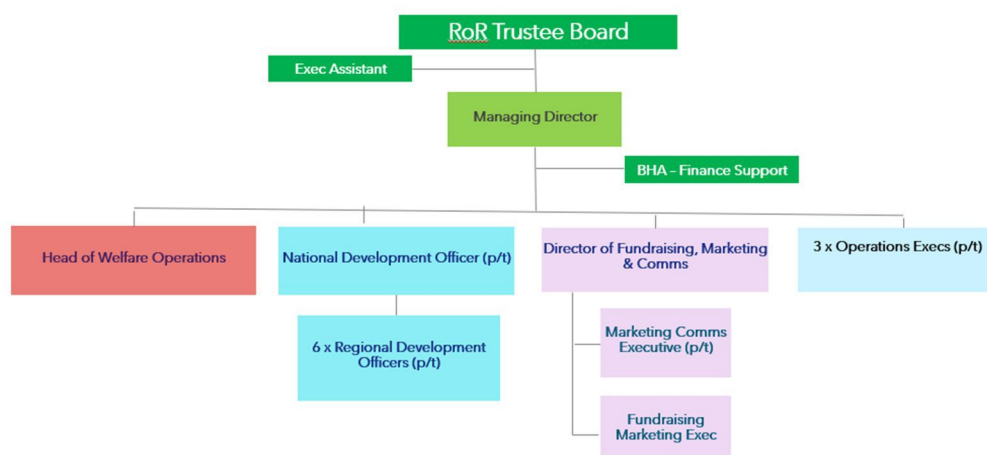 RoR Trustee Board
Exec Assistant
Managing Director
BHA - Finance Support
Head of Welfare Operations
National Development Officer (p/t)
Director of Fundraising, Marketing
& Comms
3 x Operations Execs (p/t)
6 x Regional Development
Officers (p/t)
Marketing Comms
Executive (p/t)
Fundraising
Marketing Exec